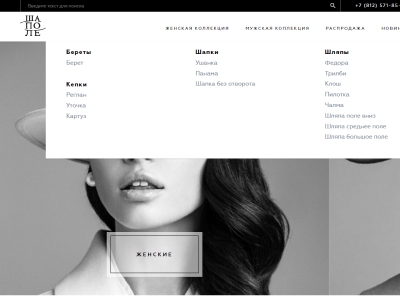 Введите текст для поиска
+7 (812) 571-85-
ША
ПО
ЛЕ
ЖЕНСКАЯ КОЛЛЕКЦИЯ
МУЖСКАЯ КОЛЛЕКЦИЯ
РАСПРОДАЖА
НОВИН
Береты
Берет
Кепки
Реглан
Уточка
Картуз
Шапки
Ушанка
Панама
Шапка без отворота
Шляпы
Федора
Трилби
Клош
Пилотка
Чалма
Шляпа поле вниз
Шляпа среднее поле
Шляпа большое поле
ЖЕНСКИЕ